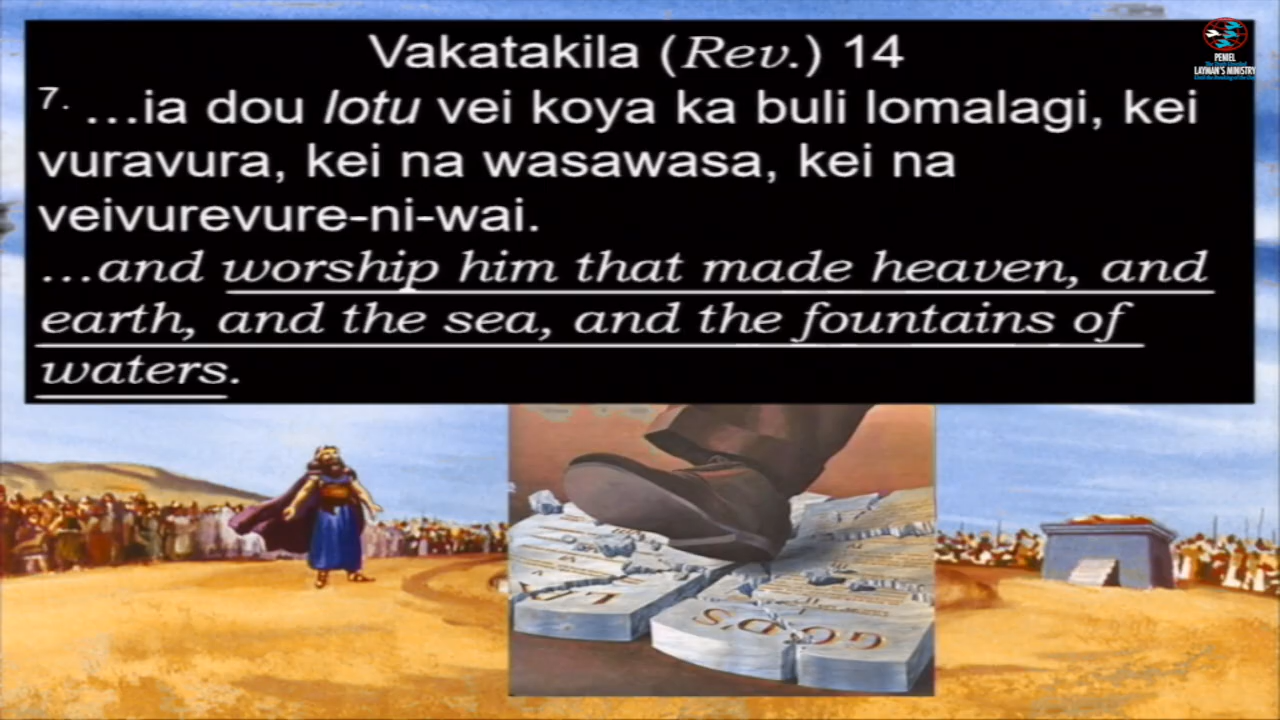 Vakatakila (Rev.) 14
7. ...ia dou lotu vei koya ka buli lomalagi, kei
vuravura, kei na wasawasa, kei na
veivurevure-ni-wai.
...and worship him that made heaven, and
earth, and the sea, and the fountains of
waters.
PENIEL
LAYMAN'S MINISTRY
GOD'S